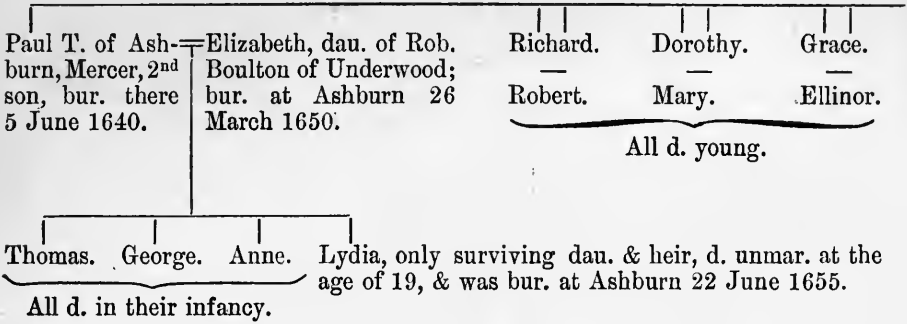 Paul T. of Ash-
burn, Mercer, 2nd
son, bur. there
5 June 1640.
Elizabeth, dau. of Rob.
Boulton of Underwood;
bur. at Ashburn 26
March 1650.
Richard.
Robert.
Dorothy.
Mary.
Grace.
Ellinor.
All d. young.
Thomas. George. Anne.
All d. in their infancy.
Lydia, only surviving dau. & heir, d. unmar. at the
age of 19, & was bur. at Ashburn 22 June 1655.